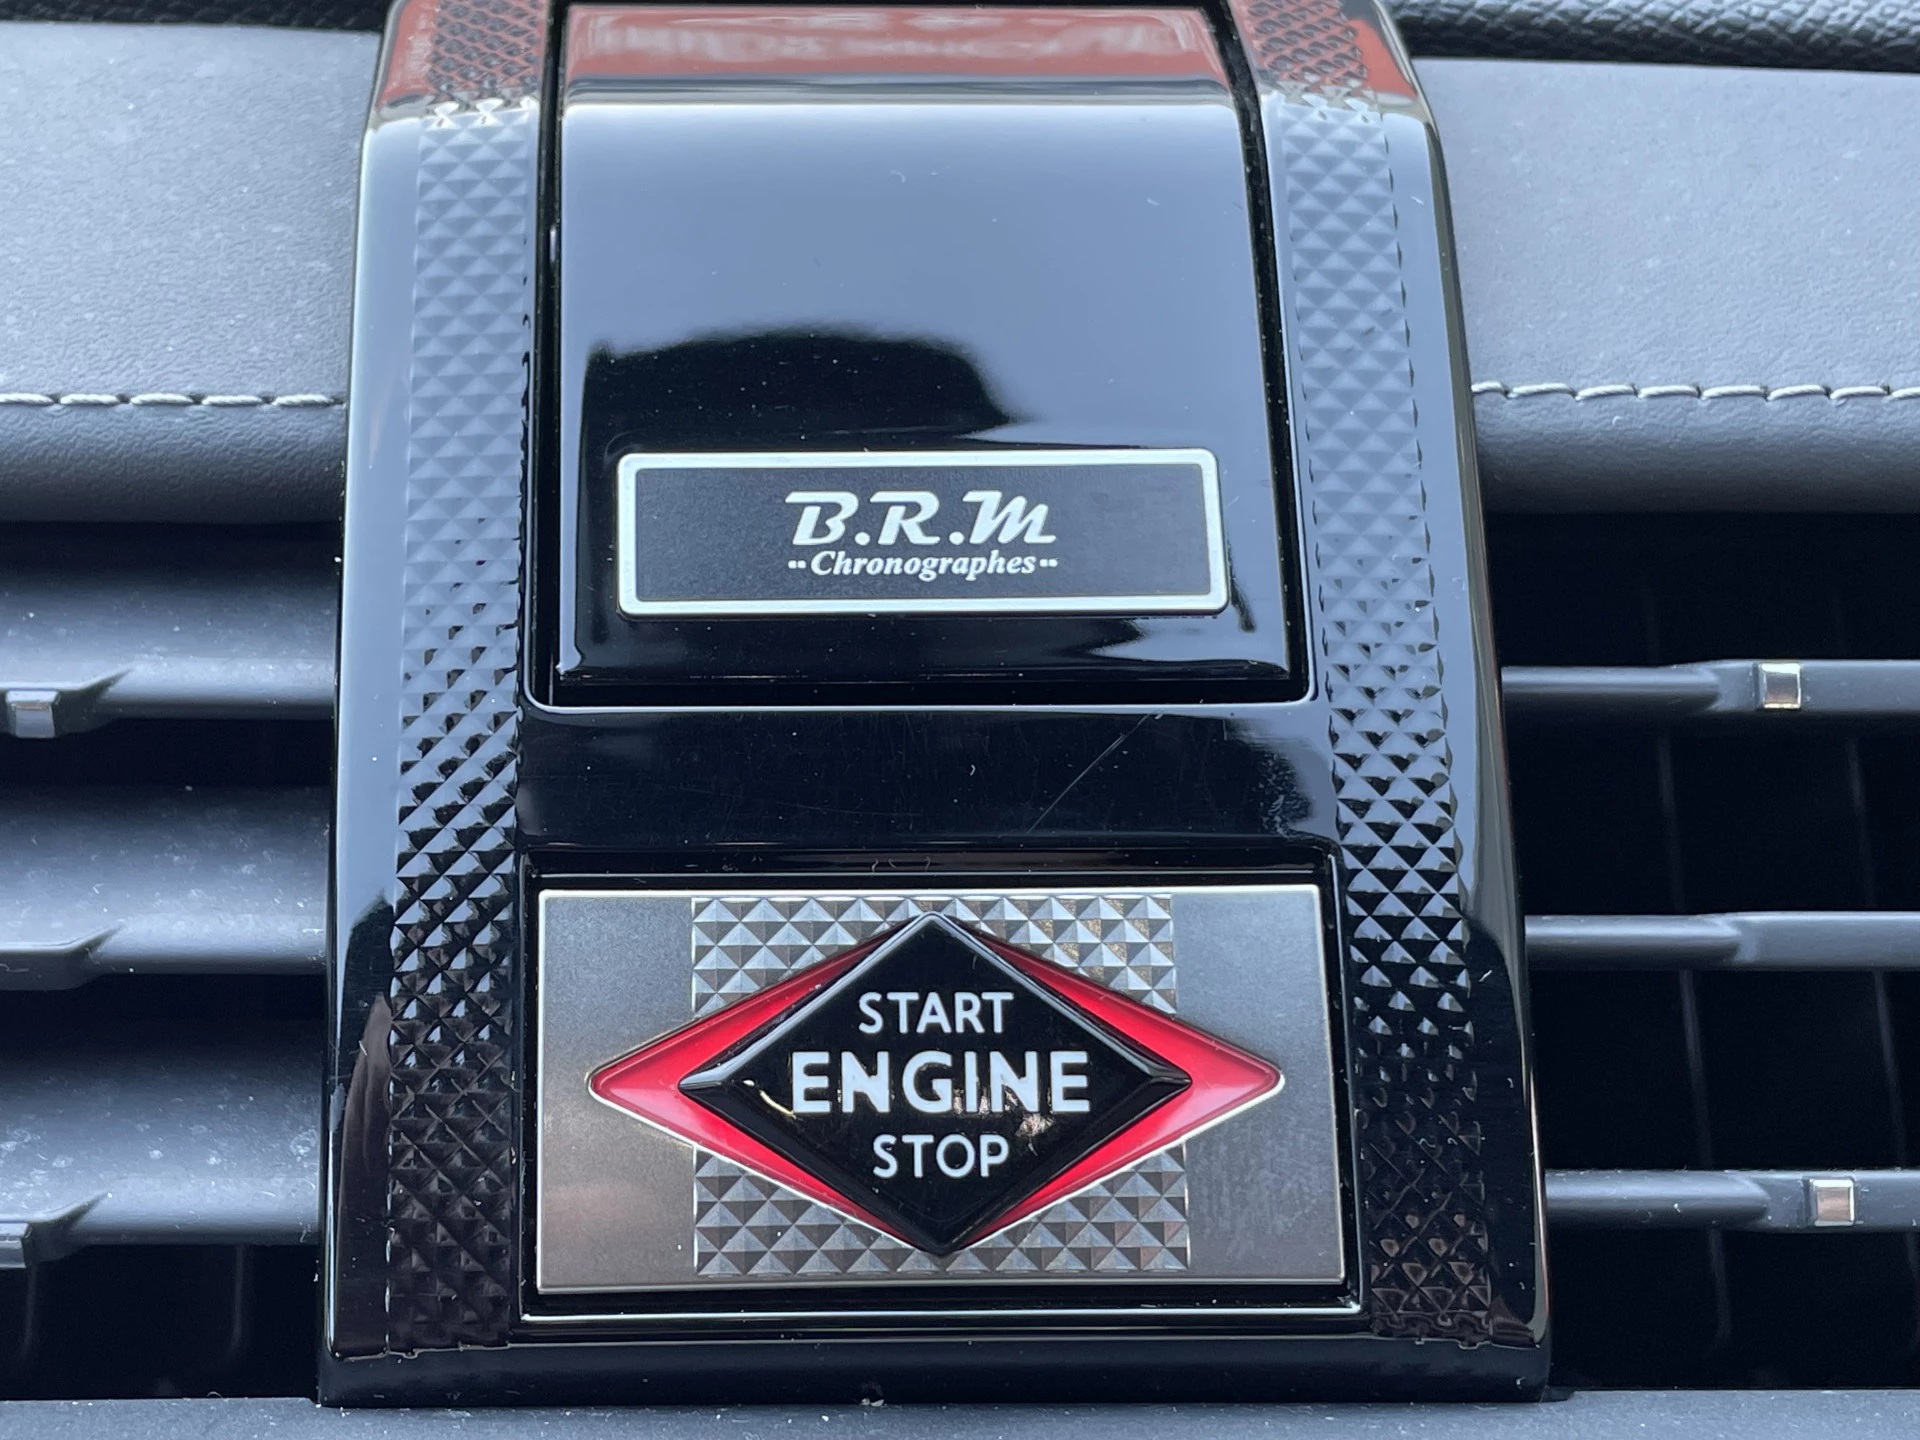 B.R.M
Chronographes
START
ENGINE
STOP